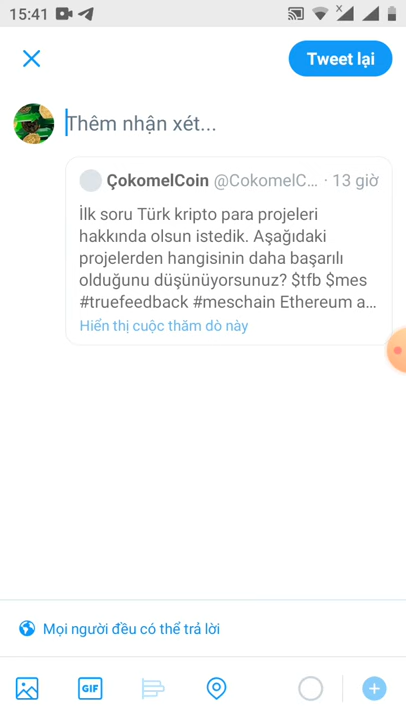 15:41
Tweet lại
Thêm nhận xét...
ÇokomelCoin @CokomelC... · 13 giờ
İlk soru Türk kripto para projeleri
hakkında olsun istedik. Aşağıdaki
projelerden hangisinin daha başarılı
olduğunu düşünüyorsunuz? $tfb $mes
#truefeedback #meschain Ethereum a...
Hiển thị cuộc thăm dò này
Mọi người đều có thể trả lời
GIF